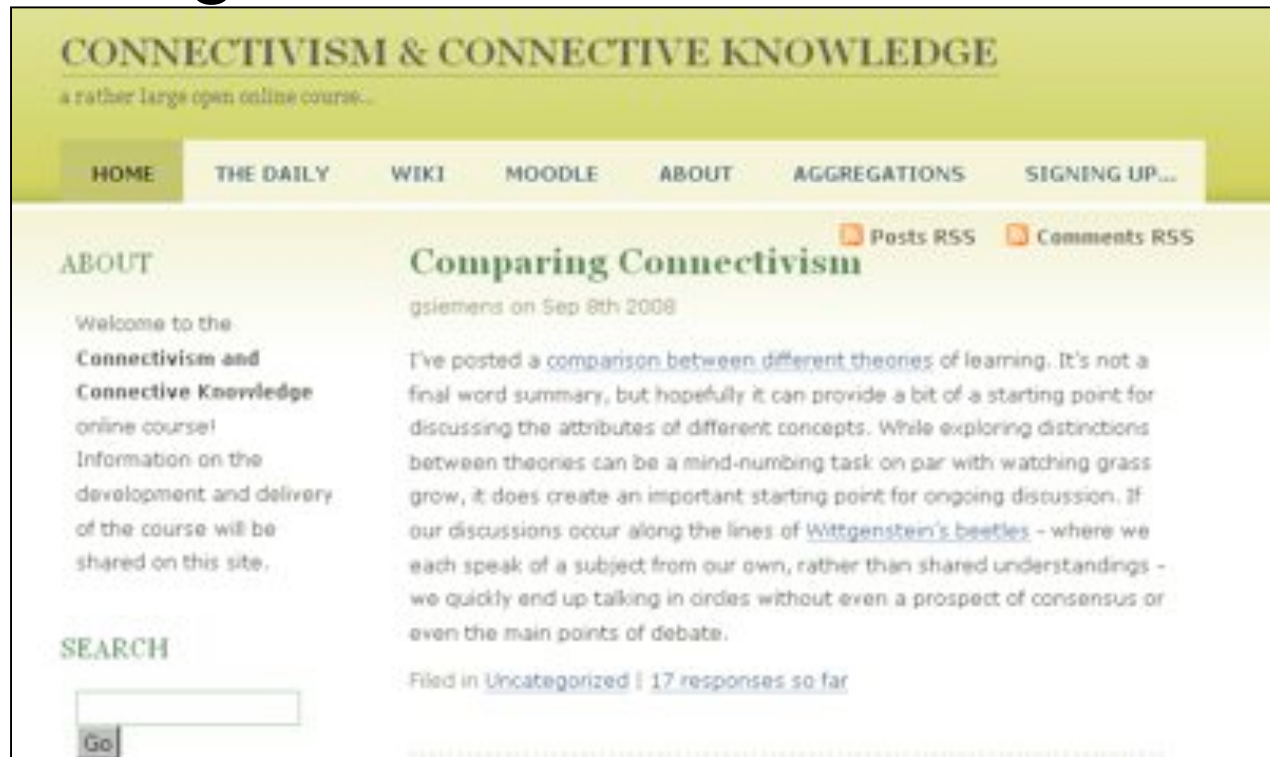 CONNECTIVISM & CONNECTIVE KNOWLEDGE
a rather large open online course...
HOME THE DAILY WIKI MOODLE ABOUT AGGREGATIONS SIGNING UP...
Posts RSS Comments RSS
ABOUT
Welcome to the
Connectivism and
Connective Knowledge
online course!
Information on the
development and delivery
of the course will be
shared on this site.
SEARCH
Go
Comparing Connectivism
gsiemens on Sep 8th 2008
I've posted a comparison between different theories of learning. It's not a
final word summary, but hopefully it can provide a bit of a starting point for
discussing the attributes of different concepts. While exploring distinctions
between theories can be a mind-numbing task on par with watching grass
grow, it does create an important starting point for ongoing discussion. If
our discussions occur along the lines of Wittgenstein's beetles - where we
each speak of a subject from our own, rather than shared understandings -
we quickly end up talking in circles without even a prospect of consensus or
even the main points of debate.
Filed in Uncategorized | 17 responses so far